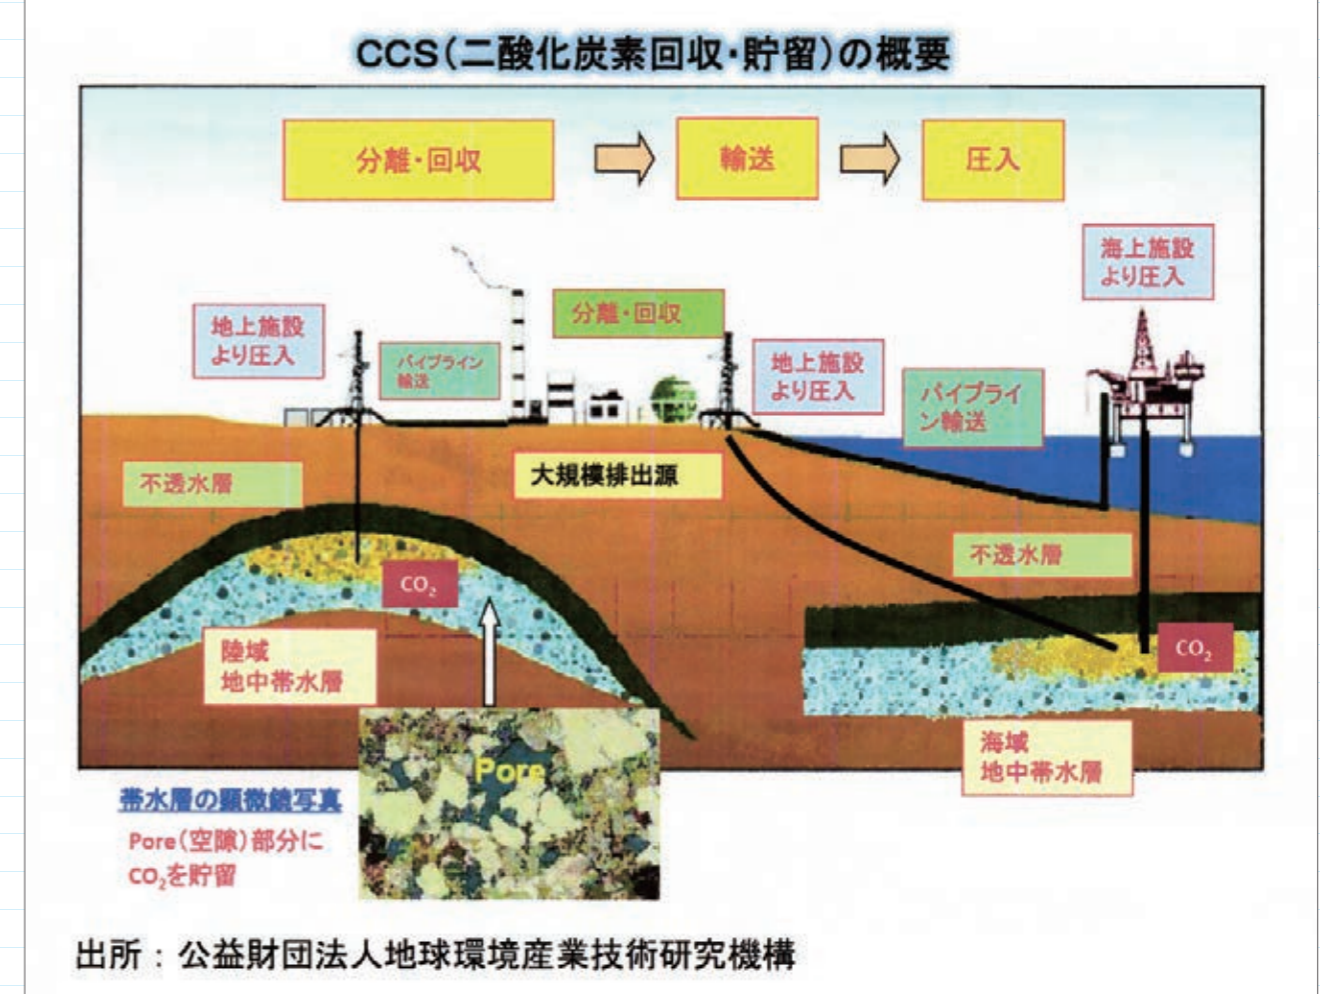 CCS(二酸化炭素回収・貯留)の概要
分離・回収
輸送
圧入
海上施設
より圧入
地上施設
より圧入
パイプライン
輸送
分離・回収
地上施設
より圧入
パイプライ
ン輸送
不透水層
大規模排出源
不透水層
CO₂
陸域
地中帯水層
CO₂
海域
地中帯水層
Pore
帯水層の顕微鏡写真
Pore(空隙)部分に
CO₂を貯留
出所:公益財団法人地球環境産業技術研究機構